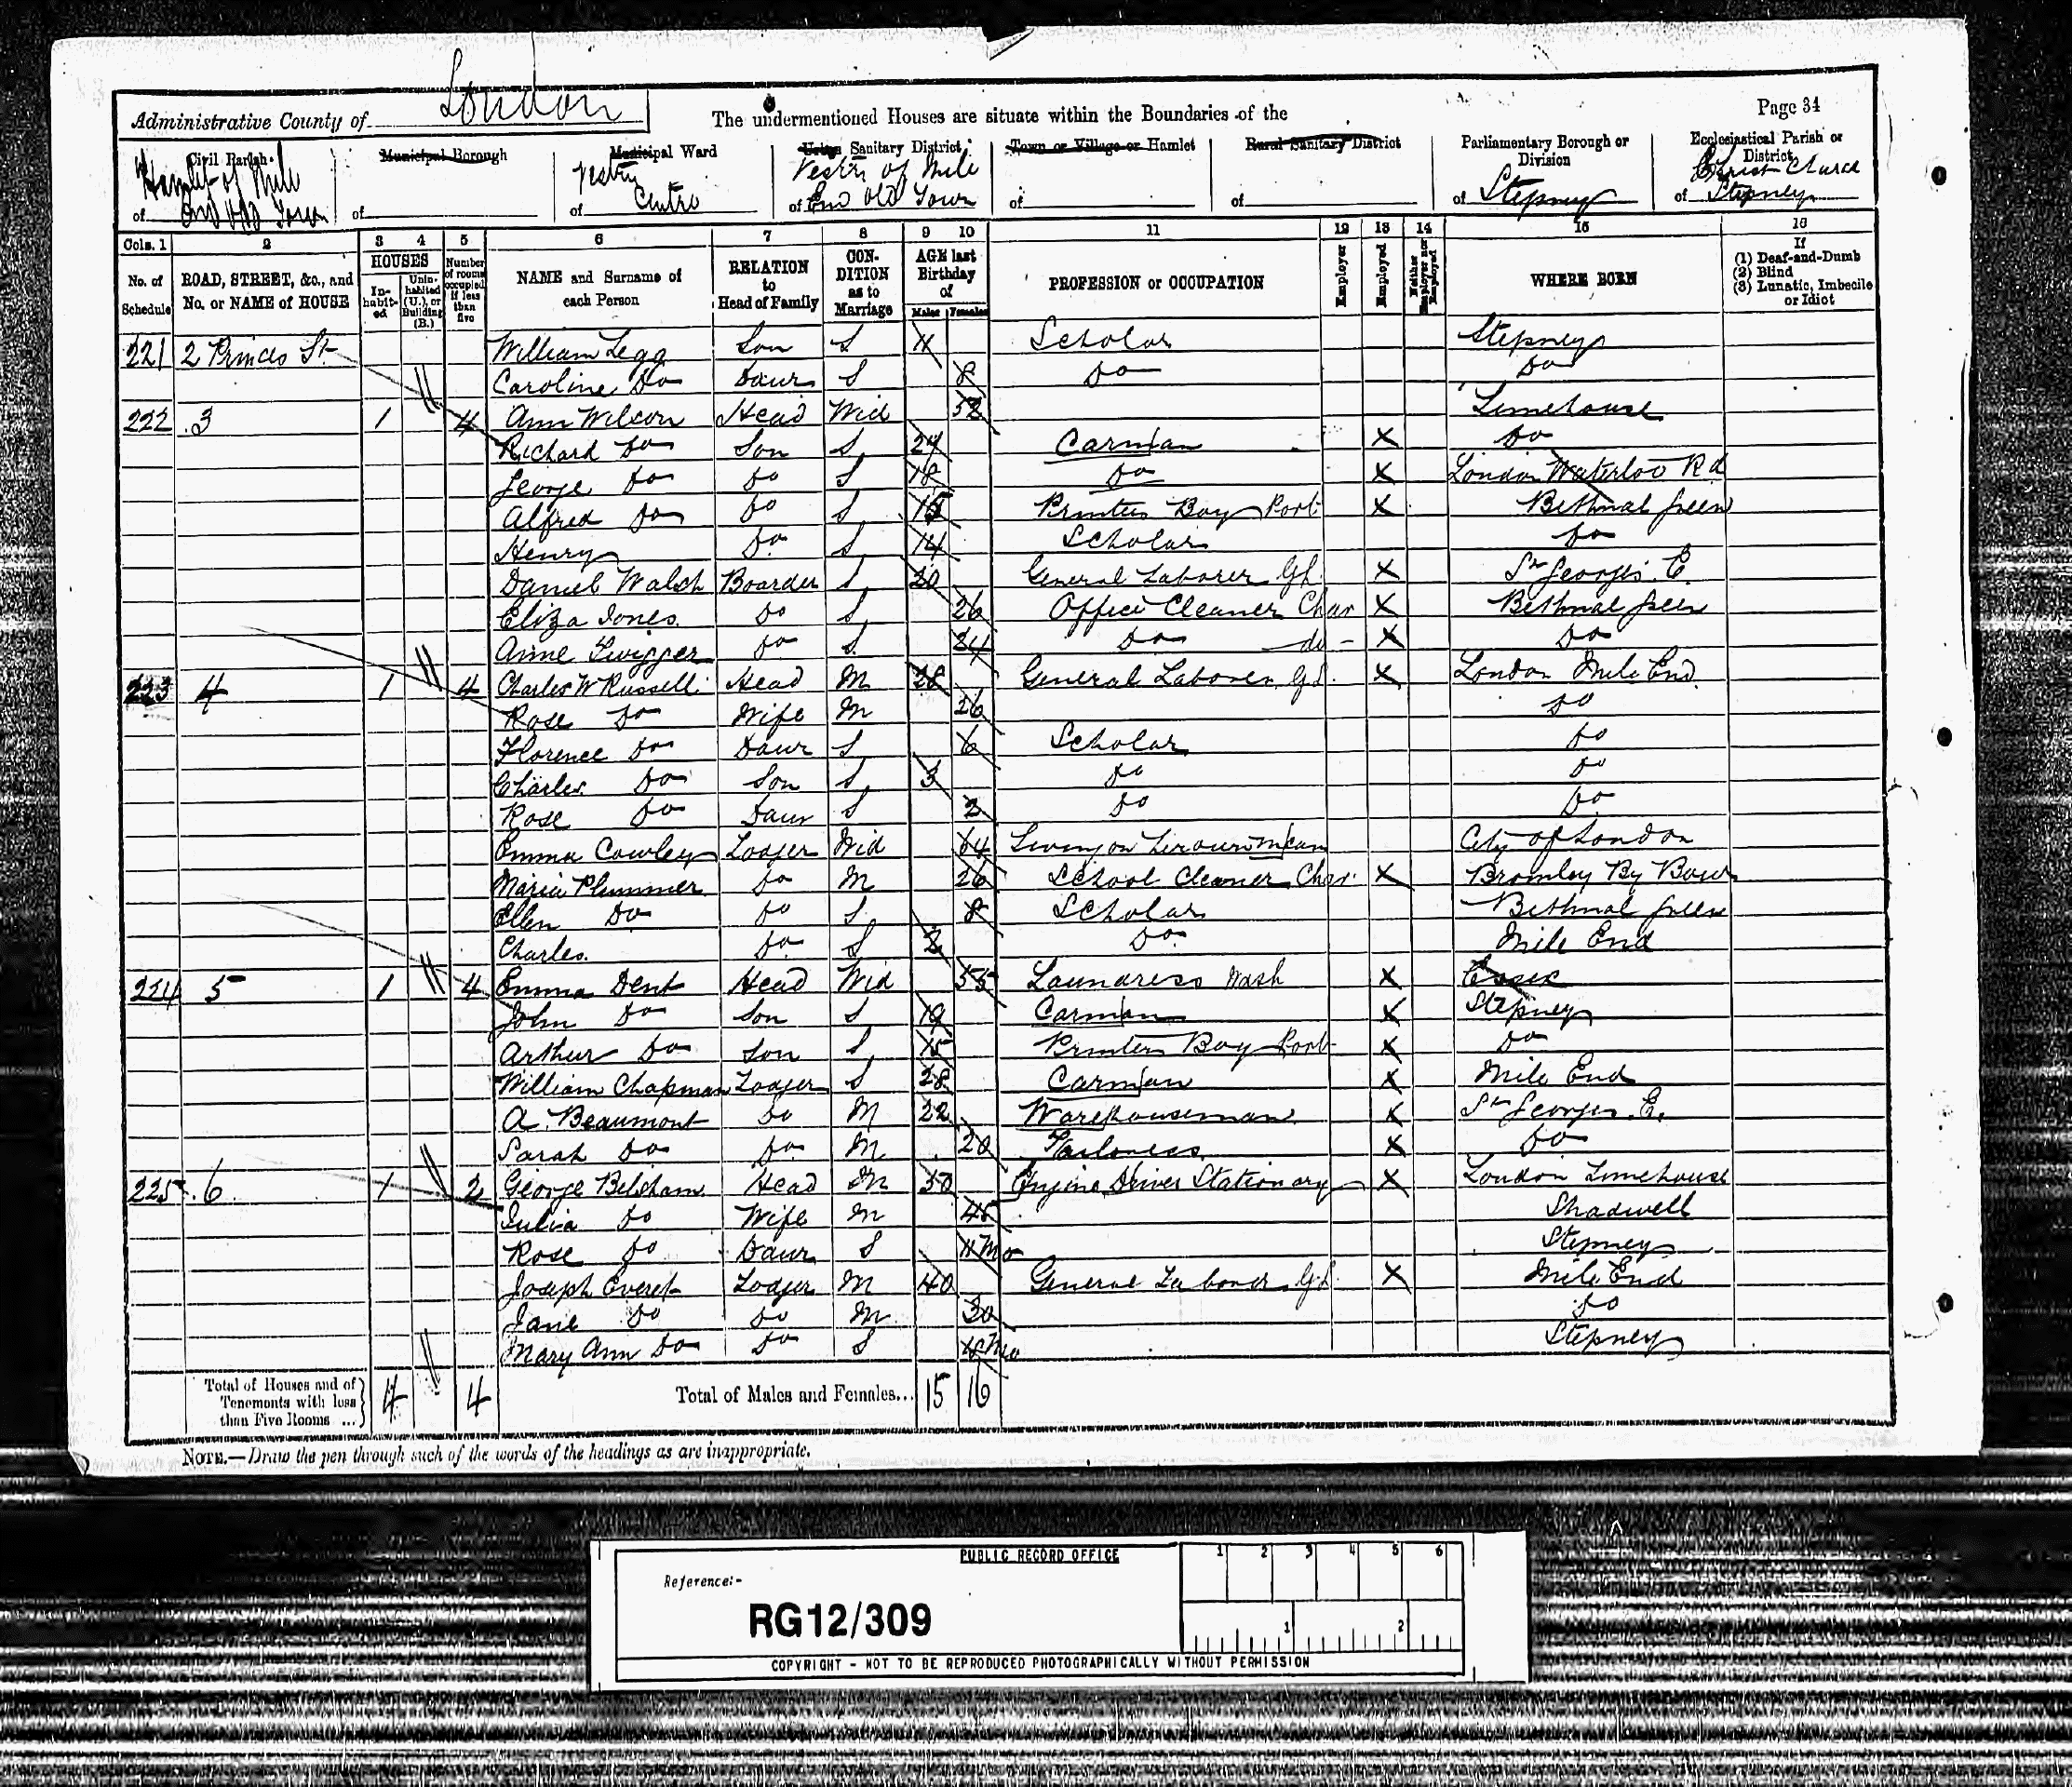 Page 34
Administrative County of London
The undermentioned Houses are situate within the Boundaries of the
Civil Parish of Hamlet of Mile End Old Town
Municipal Borough of
Municipal Ward of Vestry Centre
Urban Sanitary District of Vestry of Mile End Old Town
Town or Village or Hamlet of
Rural Sanitary District of
Parliamentary Borough or Division of Stepney
Ecclesiastical Parish or District of Christ Church Stepney
Cols. 1 2 3 4 5 6 7 8 9 10 11 12 13 14 15 16
No. of Schedule
ROAD, STREET, &c., and No. or NAME of HOUSE
HOUSES
In-habit-ed
Unin-habited (U.), or Building (B.)
Number of rooms occupied if less than five
NAME and Surname of each Person
RELATION to Head of Family
CON-DITION as to Marriage
AGE last Birthday of
Males Females
PROFESSION or OCCUPATION
Employer
Employed
Neither Employer nor Employed
WHERE BORN
If (1) Deaf-and-Dumb (2) Blind (3) Lunatic, Imbecile or Idiot
221 2 Princes St William Legg Son S 11 Scholar Stepney
Caroline Do Daur S 8 Do Do
222 3 1 4 Ann Wilson Head Wid 52 Limehouse
Richard Do Son S 24 Carman X Do
George Do Do S 18 Do X London Waterloo Rd
Alfred Do Do S 15 Printers Boy Port X Bethnal Green
Henry Do S 14 Scholar Do
Daniel Walsh Boarder S 20 General Laborer G.L. X St Georges E.
Eliza Jones Do S 26 Office Cleaner Char X Bethnal Green
Anne Twigger Do S 24 Do do X Do
223 4 1 4 Charles W Russell Head M 28 General Laborer G.L. X London Mile End
Rose Do Wife M 26 Do
Florence Do Daur S 6 Scholar Do
Charles Do Son S 3 Do Do
Rose Do Daur S 2 Do Do
Emma Cowley Lodger Wid 64 Living on means City of London
Maria Plummer Do M 26 School Cleaner Char X Bromley By Bow
Ellen Do Do S 8 Scholar Bethnal Green
Charles Do S 2 Do Mile End
224 5 1 4 Emma Dent Head Wid 55 Laundress Wash X Essex
John Do Son S 19 Carman X Stepney
Arthur Do Son S 15 Printers Boy Port X Do
William Chapman Lodger S 28 Carman X Mile End
A. Beaumont Do M 22 Warehouseman X St Georges E.
Sarah Do Do M 20 Tailoress X Do
225 6 1 2 George Belsham Head M 50 Engine Driver Stationary X London Limehouse
Julia Do Wife M 45 Shadwell
Rose Do Daur S 11 Mo Stepney
Joseph Everet Lodger M 40 General Labourer G.L. X Mile End
Jane Do Do M 30 Do
Mary Ann Do Do S Mo Stepney
Total of Houses and of Tenements with less than Five Rooms ... 4 4 Total of Males and Females... 15 16
NOTE.—Draw the pen through such of the words of the headings as are inappropriate.
PUBLIC RECORD OFFICE
1 2 3 4 5 6
Reference:-
RG12/309
1 2
COPYRIGHT - NOT TO BE REPRODUCED PHOTOGRAPHICALLY WITHOUT PERMISSION